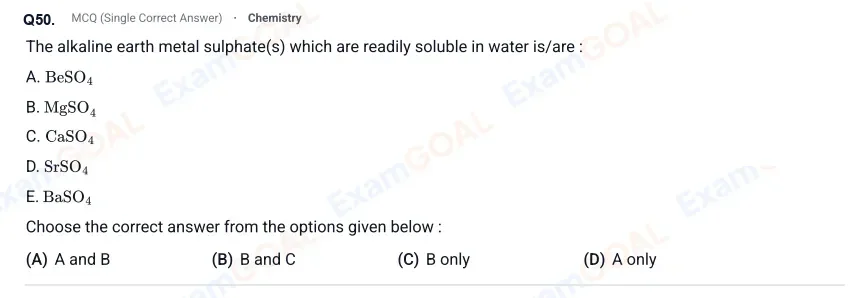 Q50. MCQ (Single Correct Answer) · Chemistry
The alkaline earth metal sulphate(s) which are readily soluble in water is/are :
A. BeSO₄
B. MgSO₄
C. CaSO₄
D. SrSO₄
E. BaSO₄
Choose the correct answer from the options given below :
(A) A and B (B) B and C (C) B only (D) A only
ExamGOAL